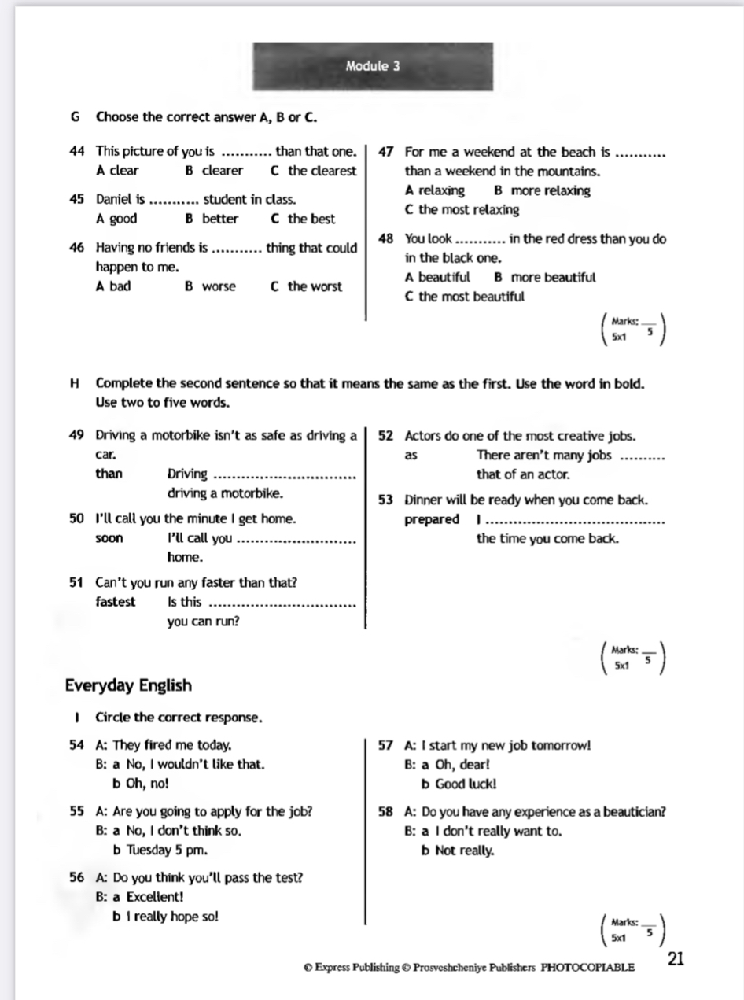 Module 3
G Choose the correct answer A, B or C.
44 This picture of you is ........... than that one.
A clear B clearer C the clearest
45 Daniel is ........... student in class.
A good B better C the best
46 Having no friends is ........... thing that could
happen to me.
A bad B worse C the worst
47 For me a weekend at the beach is ...........
than a weekend in the mountains.
A relaxing B more relaxing
C the most relaxing
48 You look ........... in the red dress than you do
in the black one.
A beautiful B more beautiful
C the most beautiful
(Marks: __
5x1 5)
H Complete the second sentence so that it means the same as the first. Use the word in bold.
Use two to five words.
49 Driving a motorbike isn't as safe as driving a
car.
than Driving ................................
driving a motorbike.
50 I'll call you the minute I get home.
soon I'll call you ...........................
home.
51 Can't you run any faster than that?
fastest Is this .................................
you can run?
52 Actors do one of the most creative jobs.
as There aren't many jobs ..........
that of an actor.
53 Dinner will be ready when you come back.
prepared I ........................................
the time you come back.
(Marks: __
5x1 5)
Everyday English
I Circle the correct response.
54 A: They fired me today.
B: a No, I wouldn't like that.
b Oh, no!
55 A: Are you going to apply for the job?
B: a No, I don't think so.
b Tuesday 5 pm.
56 A: Do you think you'll pass the test?
B: a Excellent!
b I really hope so!
57 A: I start my new job tomorrow!
B: a Oh, dear!
b Good luck!
58 A: Do you have any experience as a beautician?
B: a I don't really want to.
b Not really.
(Marks: __
5x1 5)
21
© Express Publishing © Prosveshcheniye Publishers PHOTOCOPIABLE